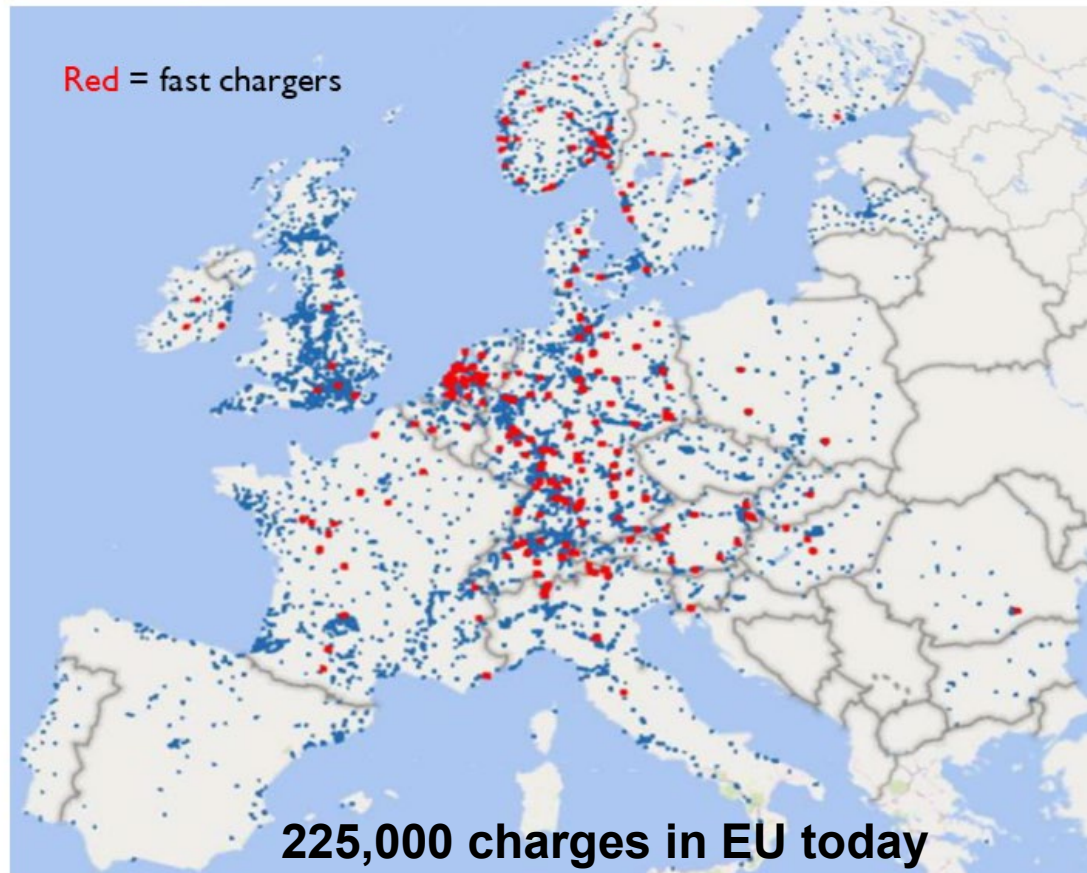 Red = fast chargers
225,000 charges in EU today